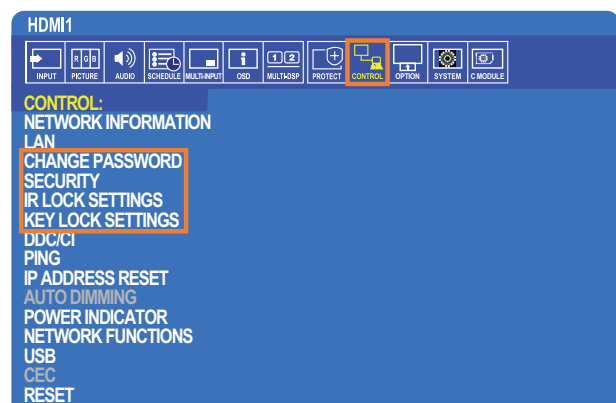 HDMI1
R G B
1 2
INPUT PICTURE AUDIO SCHEDULE MULTI-INPUT OSD MULTI-DSP PROTECT CONTROL OPTION SYSTEM C MODULE
CONTROL:
NETWORK INFORMATION
LAN
CHANGE PASSWORD
SECURITY
IR LOCK SETTINGS
KEY LOCK SETTINGS
DDC/CI
PING
IP ADDRESS RESET
AUTO DIMMING
POWER INDICATOR
NETWORK FUNCTIONS
USB
CEC
RESET